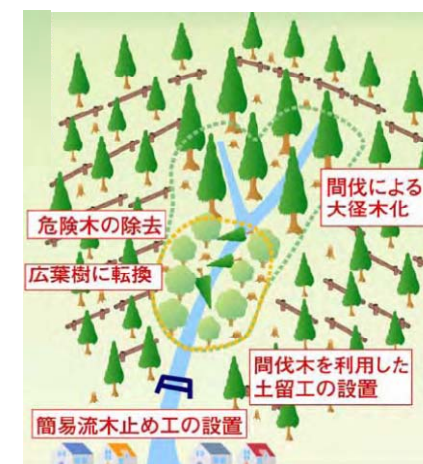 間伐による
大径木化
危険木の除去
広葉樹に転換
間伐木を利用した
土留工の設置
簡易流木止め工の設置